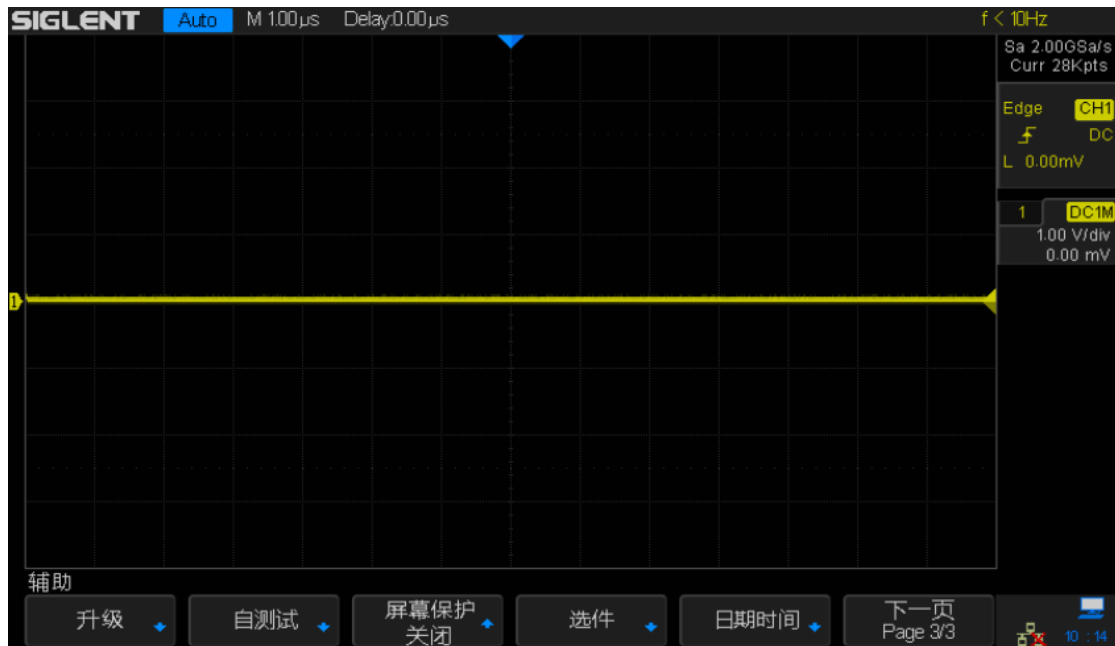 SIGLENT Auto M 1.00µs Delay:0.00µs f < 10Hz
Sa 2.00GSa/s
Curr 28Kpts
Edge CH1
DC
L 0.00mV
1 DC1M
1.00 V/div
0.00 mV
1
辅助
升级 自测试 屏幕保护 关闭 选件 日期时间 下一页 Page 3/3
10 : 14